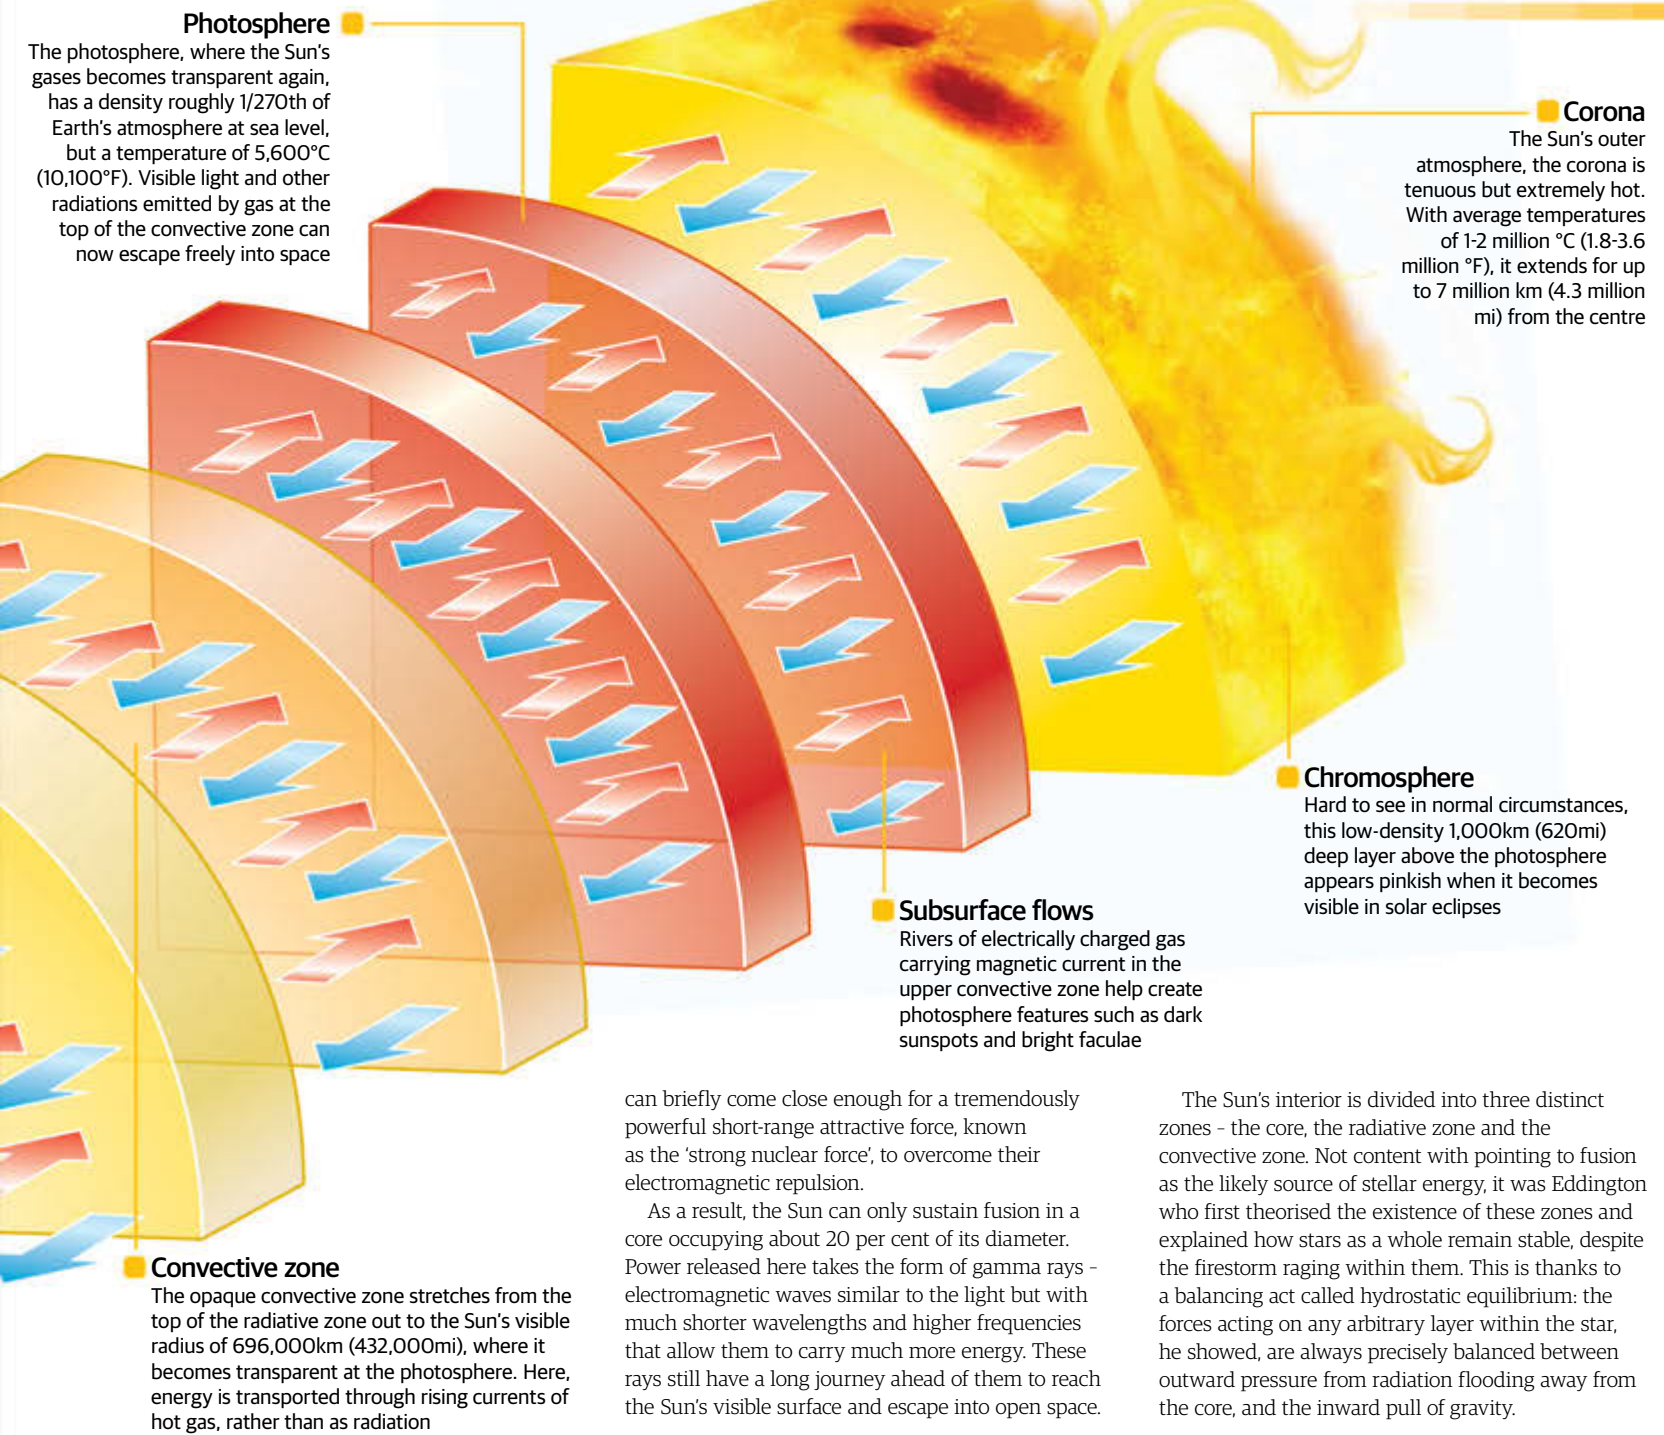 Photosphere
The photosphere, where the Sun's
gases becomes transparent again,
has a density roughly 1/270th of
Earth's atmosphere at sea level,
but a temperature of 5,600°C
(10,100°F). Visible light and other
radiations emitted by gas at the
top of the convective zone can
now escape freely into space
Corona
The Sun's outer
atmosphere, the corona is
tenuous but extremely hot.
With average temperatures
of 1-2 million °C (1.8-3.6
million °F), it extends for up
to 7 million km (4.3 million
mi) from the centre
Chromosphere
Hard to see in normal circumstances,
this low-density 1,000km (620mi)
deep layer above the photosphere
appears pinkish when it becomes
visible in solar eclipses
Subsurface flows
Rivers of electrically charged gas
carrying magnetic current in the
upper convective zone help create
photosphere features such as dark
sunspots and bright faculae
Convective zone
The opaque convective zone stretches from the
top of the radiative zone out to the Sun's visible
radius of 696,000km (432,000mi), where it
becomes transparent at the photosphere. Here,
energy is transported through rising currents of
hot gas, rather than as radiation
can briefly come close enough for a tremendously
powerful short-range attractive force, known
as the 'strong nuclear force', to overcome their
electromagnetic repulsion.
As a result, the Sun can only sustain fusion in a
core occupying about 20 per cent of its diameter.
Power released here takes the form of gamma rays –
electromagnetic waves similar to the light but with
much shorter wavelengths and higher frequencies
that allow them to carry much more energy. These
rays still have a long journey ahead of them to reach
the Sun's visible surface and escape into open space.
The Sun's interior is divided into three distinct
zones – the core, the radiative zone and the
convective zone. Not content with pointing to fusion
as the likely source of stellar energy, it was Eddington
who first theorised the existence of these zones and
explained how stars as a whole remain stable, despite
the firestorm raging within them. This is thanks to
a balancing act called hydrostatic equilibrium: the
forces acting on any arbitrary layer within the star,
he showed, are always precisely balanced between
outward pressure from radiation flooding away from
the core, and the inward pull of gravity.